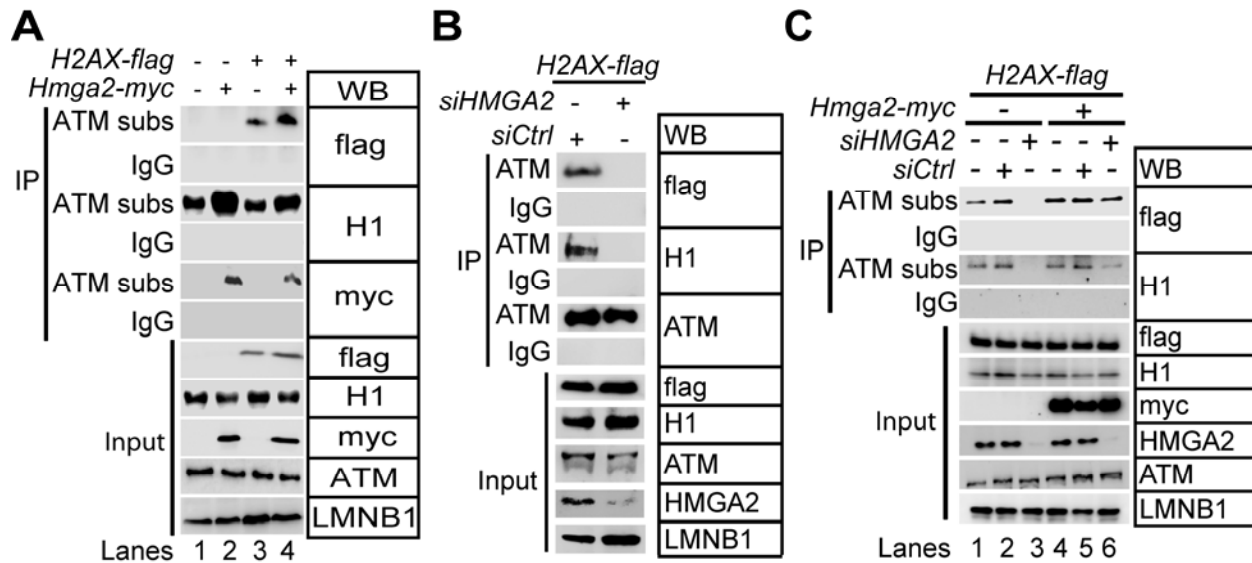 A
H2AX-flag - - + +
Hmga2-myc - + - +
WB
IP
ATM subs
IgG
flag
ATM subs
IgG
H1
ATM subs
IgG
myc
Input
flag
H1
myc
ATM
LMNB1
Lanes 1 2 3 4
B
H2AX-flag
siHMGA2 - +
siCtrl + -
WB
IP
ATM
IgG
flag
ATM
IgG
H1
ATM
IgG
ATM
Input
flag
H1
ATM
HMGA2
LMNB1
C
H2AX-flag
Hmga2-myc - +
siHMGA2 - - + - - +
siCtrl - + - - + -
WB
IP
ATM subs
IgG
flag
ATM subs
IgG
H1
Input
flag
H1
myc
HMGA2
ATM
LMNB1
Lanes 1 2 3 4 5 6